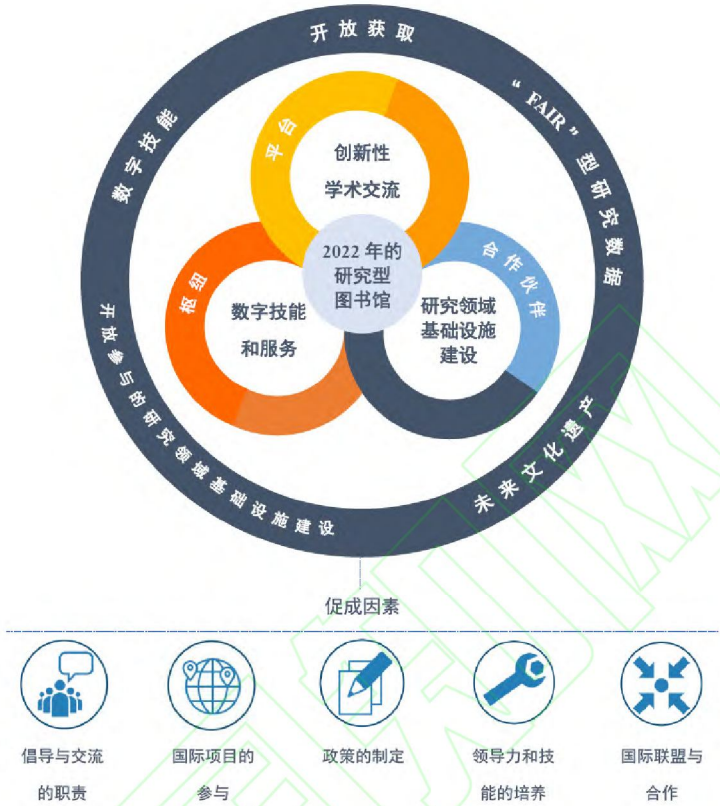 开放获取
“FAIR”型研究数据
数字技能
平台
创新性
学术交流
2022 年的
研究型
图书馆
枢纽
数字技能
和服务
合作伙伴
研究领域
基础设施
建设
开放参与的研究领域基础设施建设
未来文化遗产
促成因素
倡导与交流
的职责
国际项目的
参与
政策的制定
领导力和技
能的培养
国际联盟与
合作